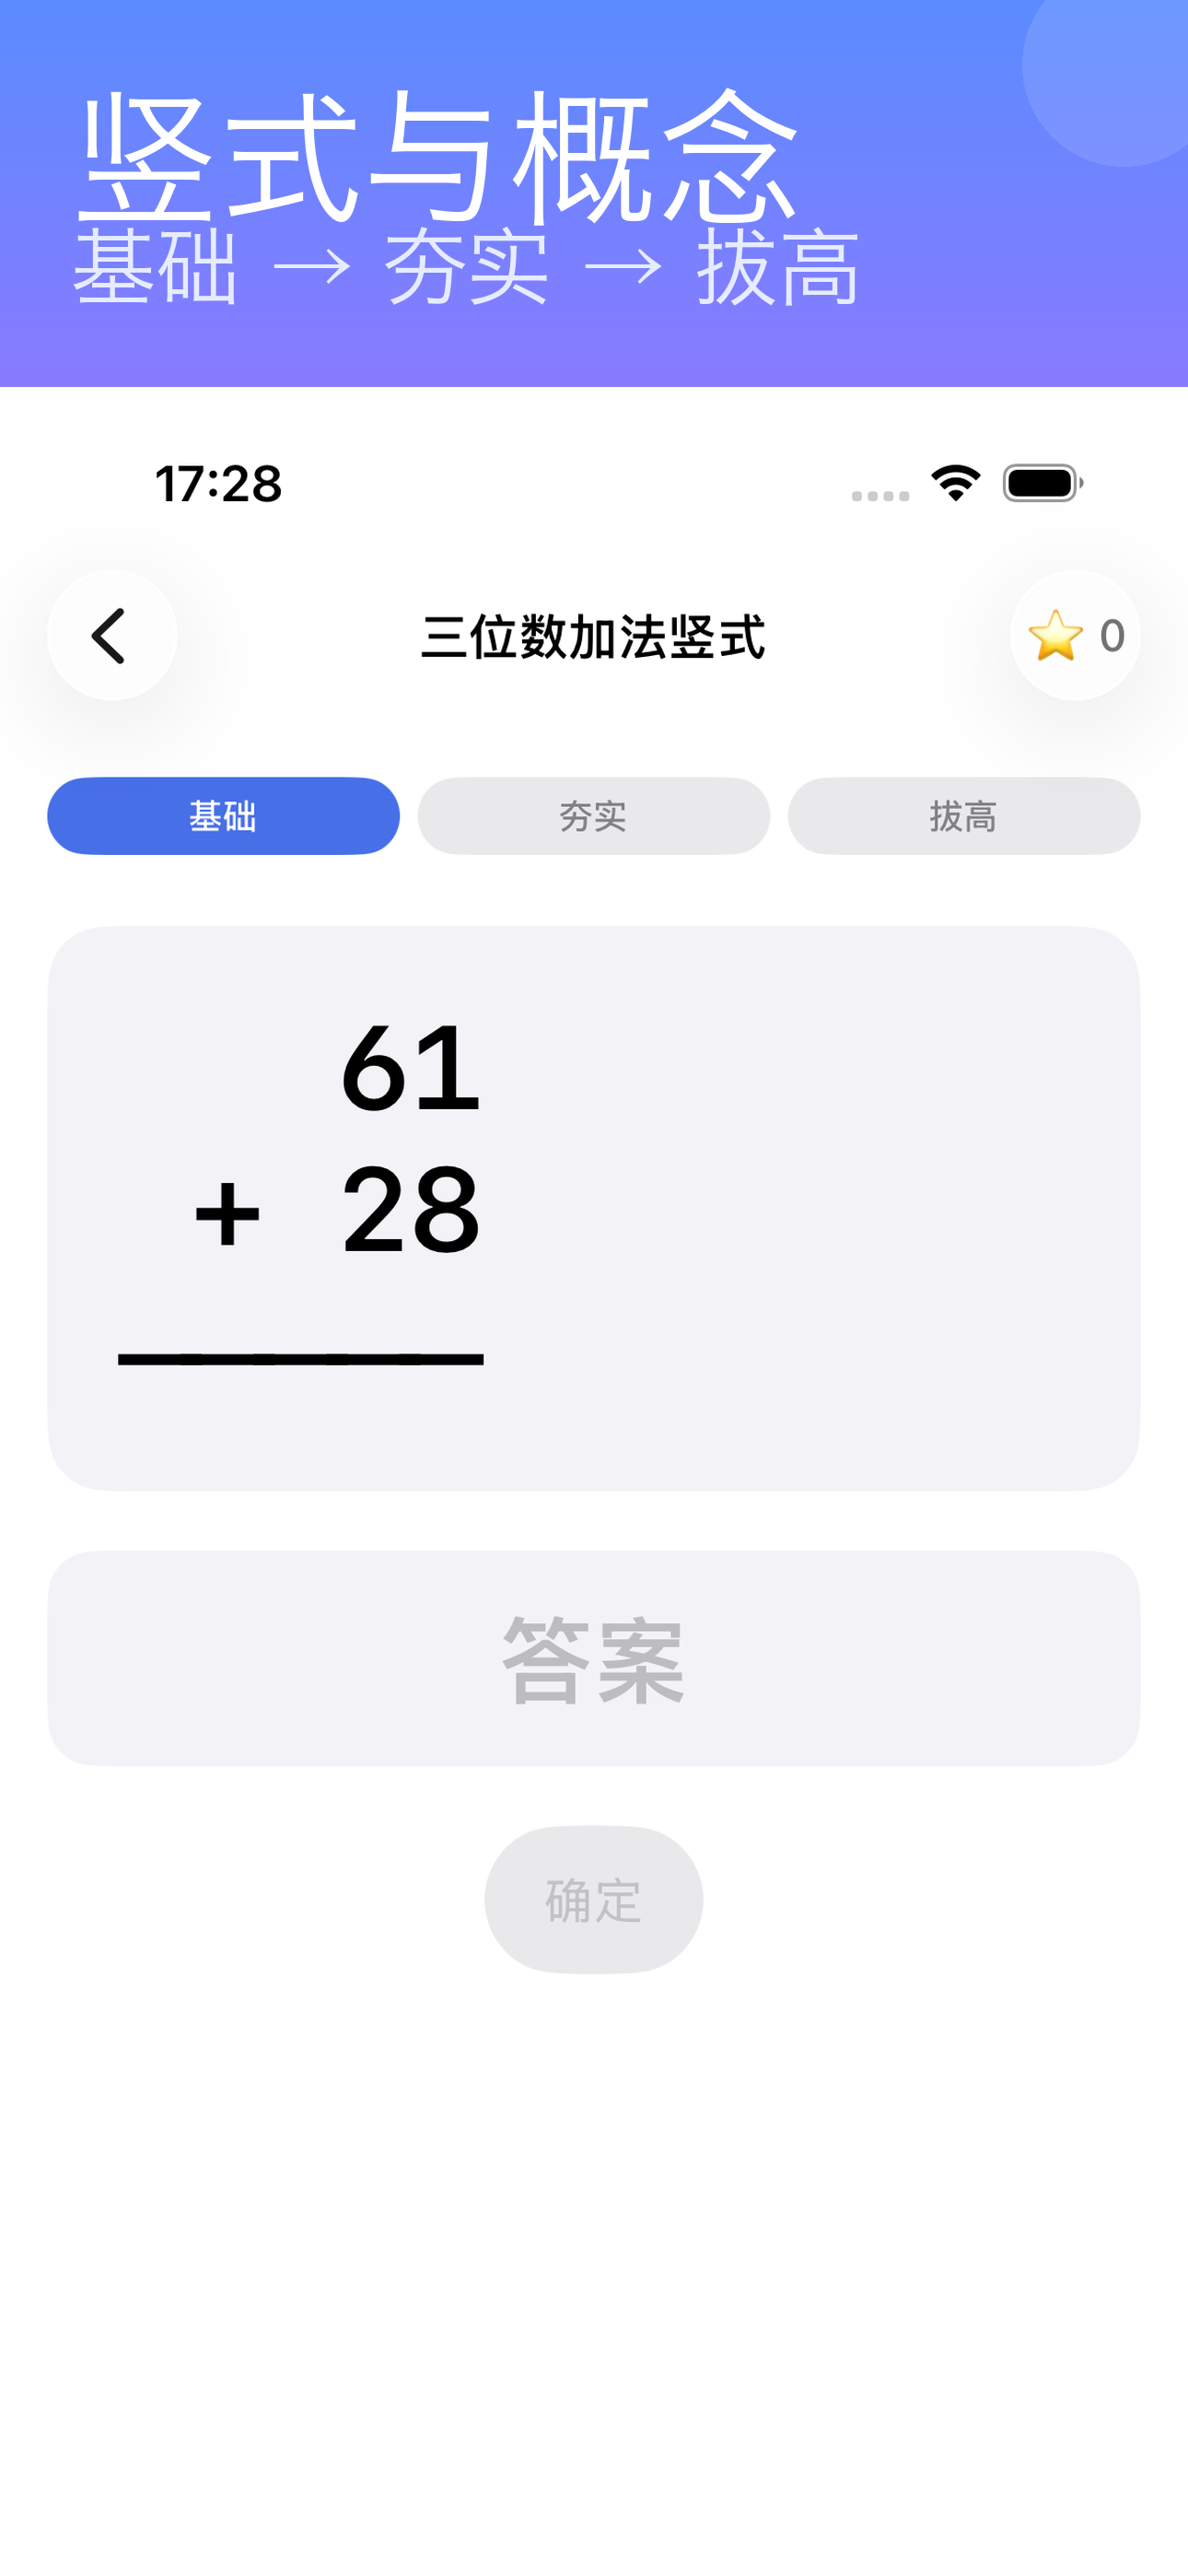 竖式与概念
基础 → 夯实 → 拔高
17:28
三位数加法竖式
⭐ 0
基础 夯实 拔高
61
+ 28
_____
答案
确定